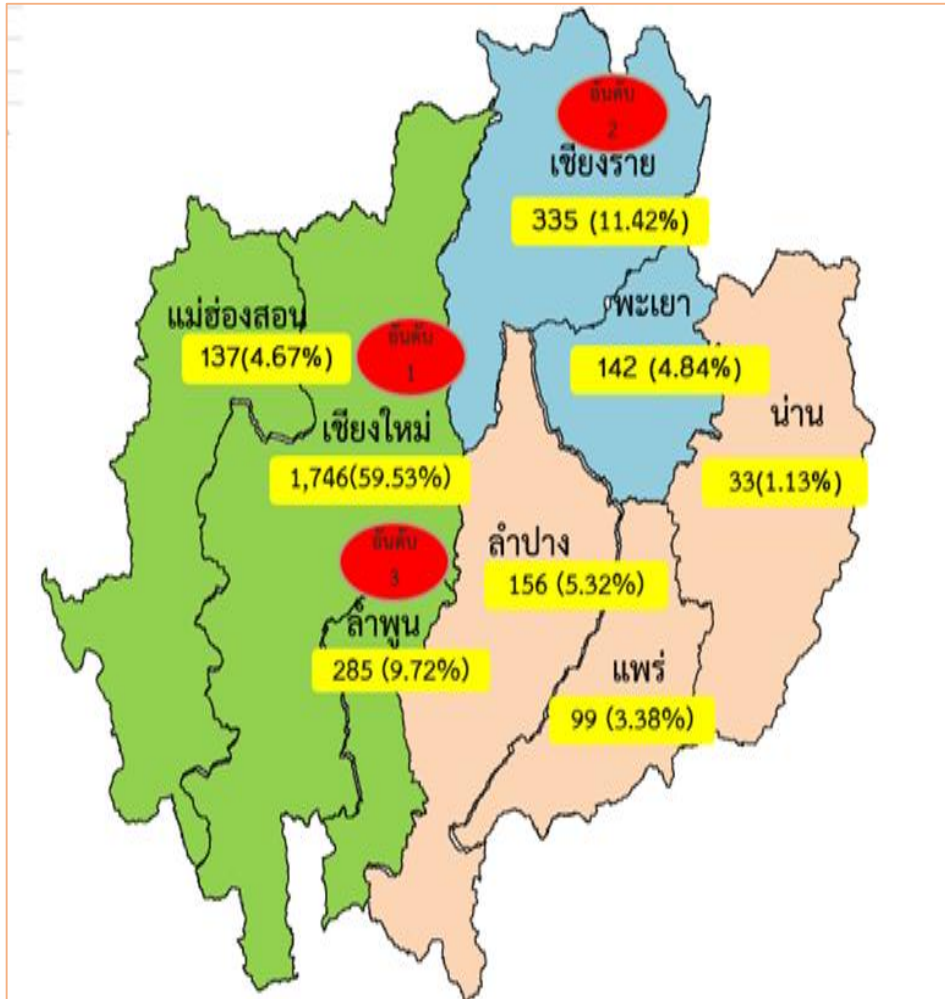 อันดับ
2
เชียงราย
335 (11.42%)
แม่ฮ่องสอน
137(4.67%)
อันดับ
1
พะเยา
142 (4.84%)
เชียงใหม่
1,746(59.53%)
น่าน
33(1.13%)
อันดับ
3
ลำพูน
285 (9.72%)
ลำปาง
156 (5.32%)
แพร่
99 (3.38%)